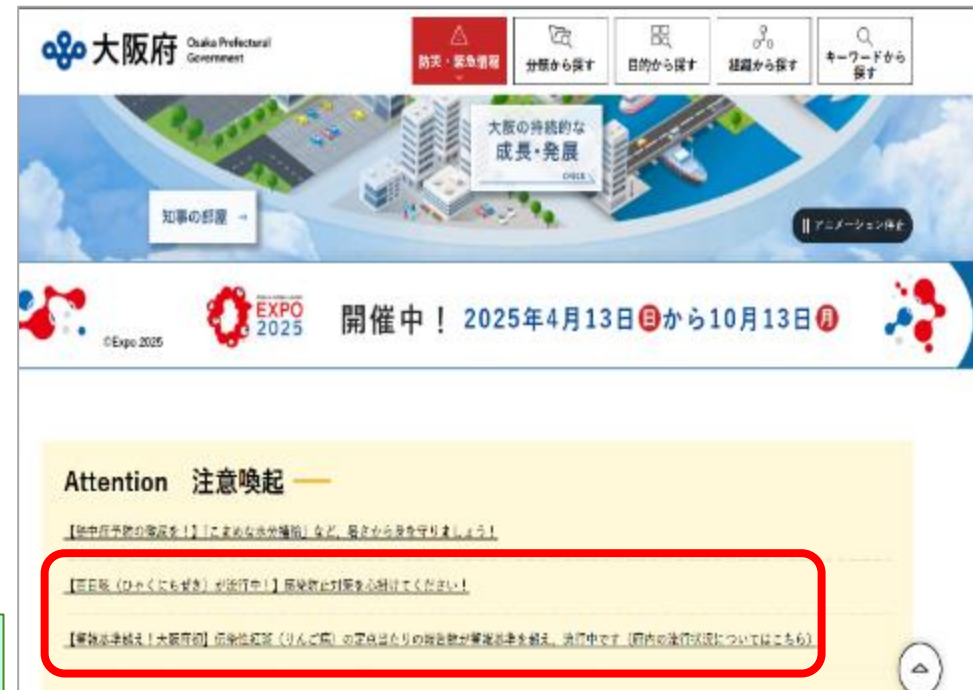 大阪府 Osaka Prefectural Government
防災・緊急情報
分類から探す
目的から探す
組織から探す
キーワードから探す
大阪の持続的な
成長・発展
知事の部屋 →
アニメーション停止
EXPO 2025
開催中！ 2025年4月13日日から10月13日月
©Expo 2025
Attention 注意喚起
【熱中症予防の徹底を！】「こまめな水分補給」など、暑さから身を守りましょう！
【百日咳（ひゃくにちぜき）が流行中！】感染防止対策を心掛けてください！
【警報基準越え！大阪府初】伝染性紅斑（りんご病）の定点当たりの報告数が警報基準を超え、流行中です（府内の流行状況についてはこちら）